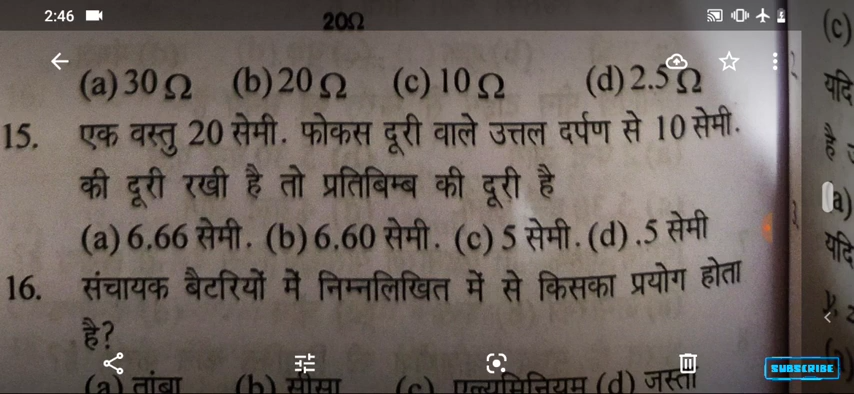 2:46
20Ω
(c)
(a) 30 Ω (b) 20 Ω (c) 10 Ω (d) 2.5 Ω
यदि
15. एक वस्तु 20 सेमी. फोकस दूरी वाले उत्तल दर्पण से 10 सेमी.
है
की दूरी रखी है तो प्रतिबिम्ब की दूरी है
a)
(a) 6.66 सेमी. (b) 6.60 सेमी. (c) 5 सेमी. (d) .5 सेमी
यदि
16. संचायक बैटरियों में निम्नलिखित में से किसका प्रयोग होता
है?
SUBSCRIBE
(a) तांबा (b) सीसा (c) एल्यूमिनियम (d) जस्ता